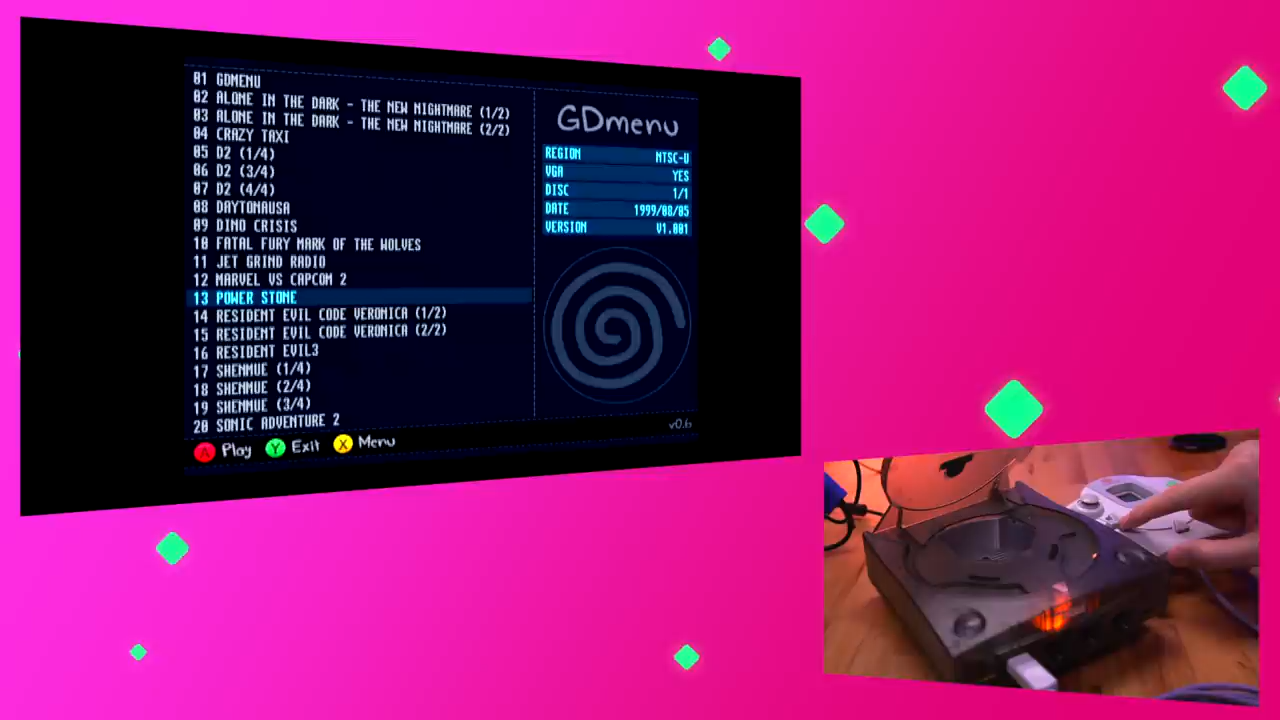 01 GDMENU
02 ALONE IN THE DARK - THE NEW NIGHTMARE (1/2)
03 ALONE IN THE DARK - THE NEW NIGHTMARE (2/2)
04 CRAZY TAXI
05 D2 (1/4)
06 D2 (3/4)
07 D2 (4/4)
08 DAYTONAUSA
09 DINO CRISIS
10 FATAL FURY MARK OF THE WOLVES
11 JET GRIND RADIO
12 MARVEL VS CAPCOM 2
13 POWER STONE
14 RESIDENT EVIL CODE VERONICA (1/2)
15 RESIDENT EVIL CODE VERONICA (2/2)
16 RESIDENT EVIL3
17 SHENMUE (1/4)
18 SHENMUE (2/4)
19 SHENMUE (3/4)
20 SONIC ADVENTURE 2
A Play Y Exit X Menu
GDmenu
REGION NTSC-U
VGA YES
DISC 1/1
DATE 1999/08/05
VERSION V1.001
v0.6